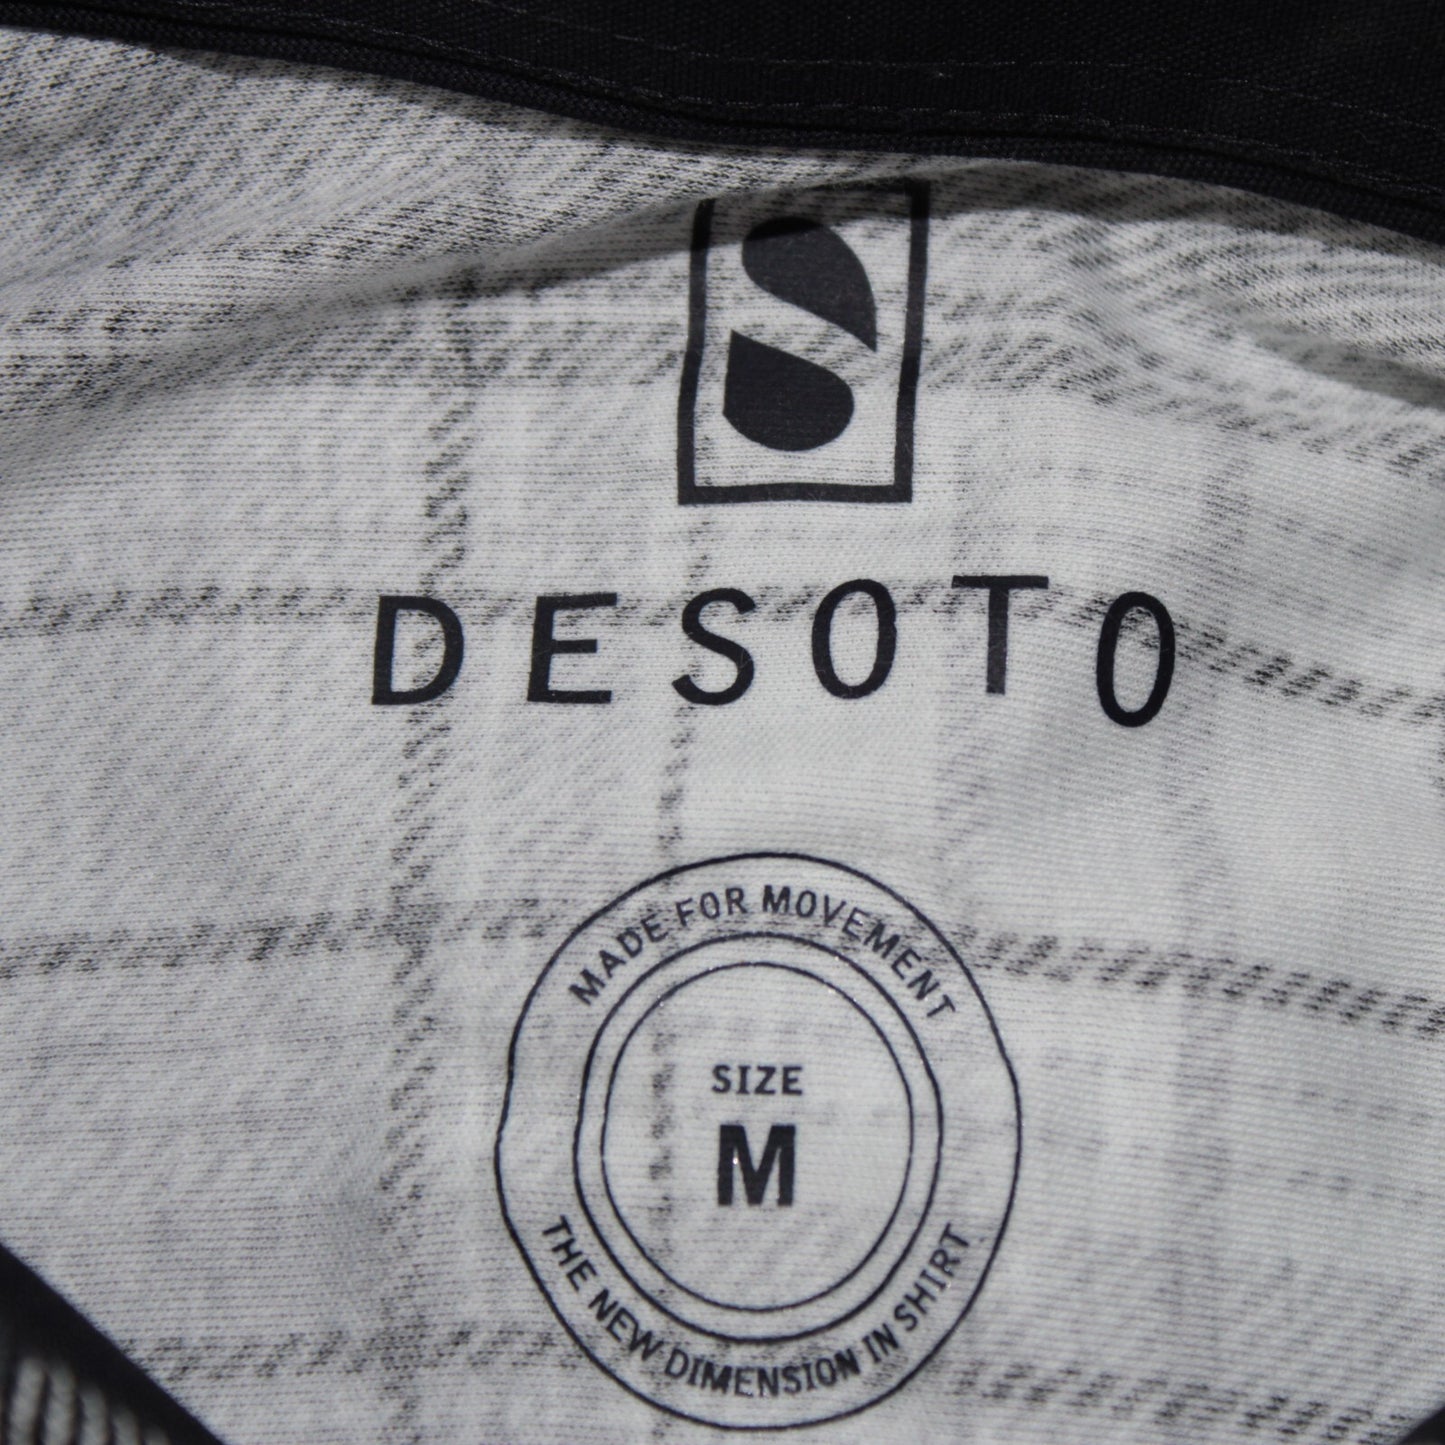 S
DESOTO
MADE FOR MOVEMENT
SIZE
M
THE NEW DIMENSION IN SHIRT